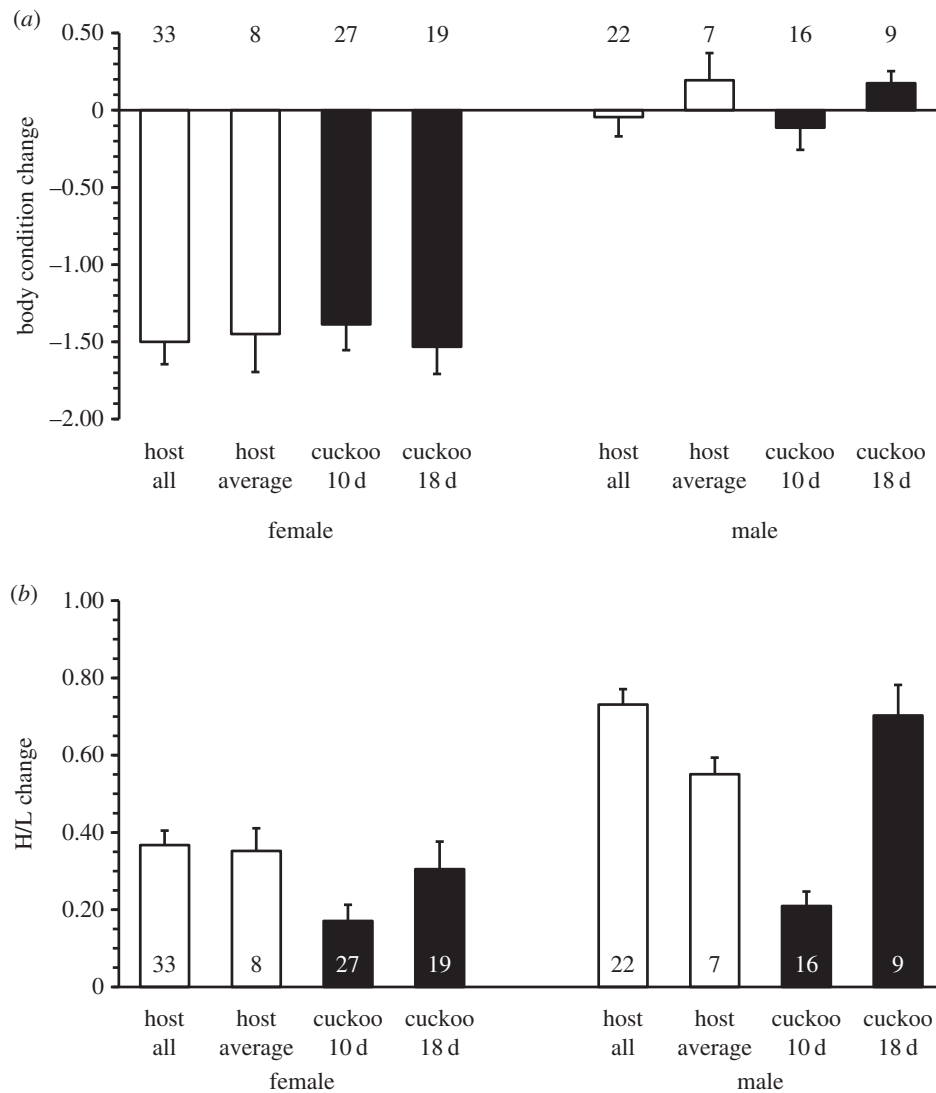 (a)
0.50
0
–0.50
–1.00
–1.50
–2.00
body condition change
33 8 27 19 22 7 16 9
host host cuckoo cuckoo host host cuckoo cuckoo
all average 10 d 18 d all average 10 d 18 d
female male
(b)
1.00
0.80
0.60
0.40
0.20
0
H/L change
33 8 27 19 22 7 16 9
host host cuckoo cuckoo host host cuckoo cuckoo
all average 10 d 18 d all average 10 d 18 d
female male